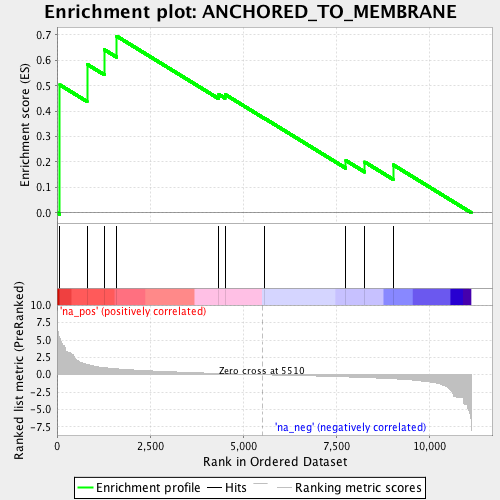 Enrichment plot: ANCHORED_TO_MEMBRANE
Enrichment score (ES)
0.7
0.6
0.5
0.4
0.3
0.2
0.1
0.0
'na_pos' (positively correlated)
Ranked list metric (PreRanked)
10.0
7.5
5.0
2.5
0.0
-2.5
-5.0
-7.5
Zero cross at 5510
'na_neg' (negatively correlated)
0
2,500
5,000
7,500
10,000
Rank in Ordered Dataset
Enrichment profile
Hits
Ranking metric scores